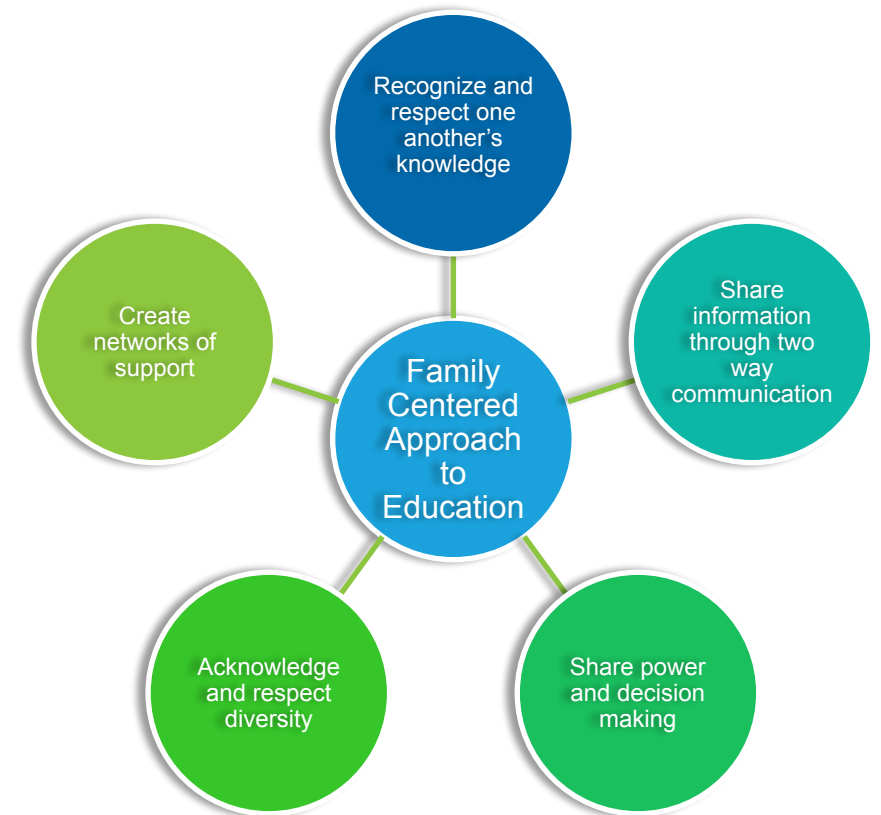 Recognize and
respect one
another’s
knowledge
Share
information
through two
way
communication
Share power
and decision
making
Acknowledge
and respect
diversity
Create
networks of
support
Family
Centered
Approach
to
Education